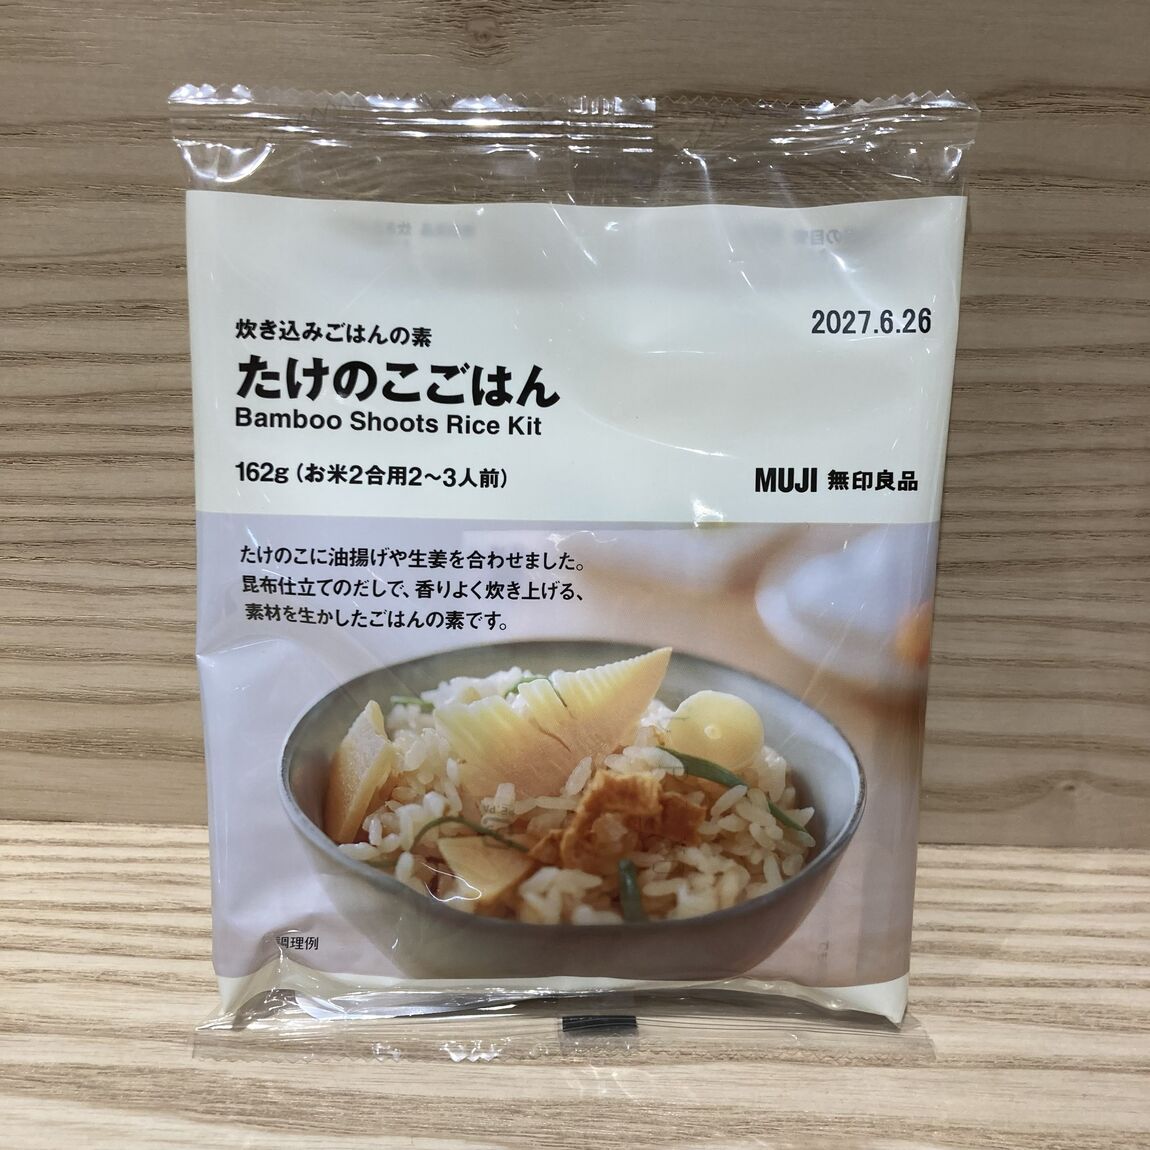 炊き込みごはんの素
2027.6.26
たけのこごはん
Bamboo Shoots Rice Kit
162g（お米2合用2～3人前）
MUJI 無印良品
たけのこに油揚げや生姜を合わせました。
昆布仕立てのだしで、香りよく炊き上げる、
素材を生かしたごはんの素です。
調理例